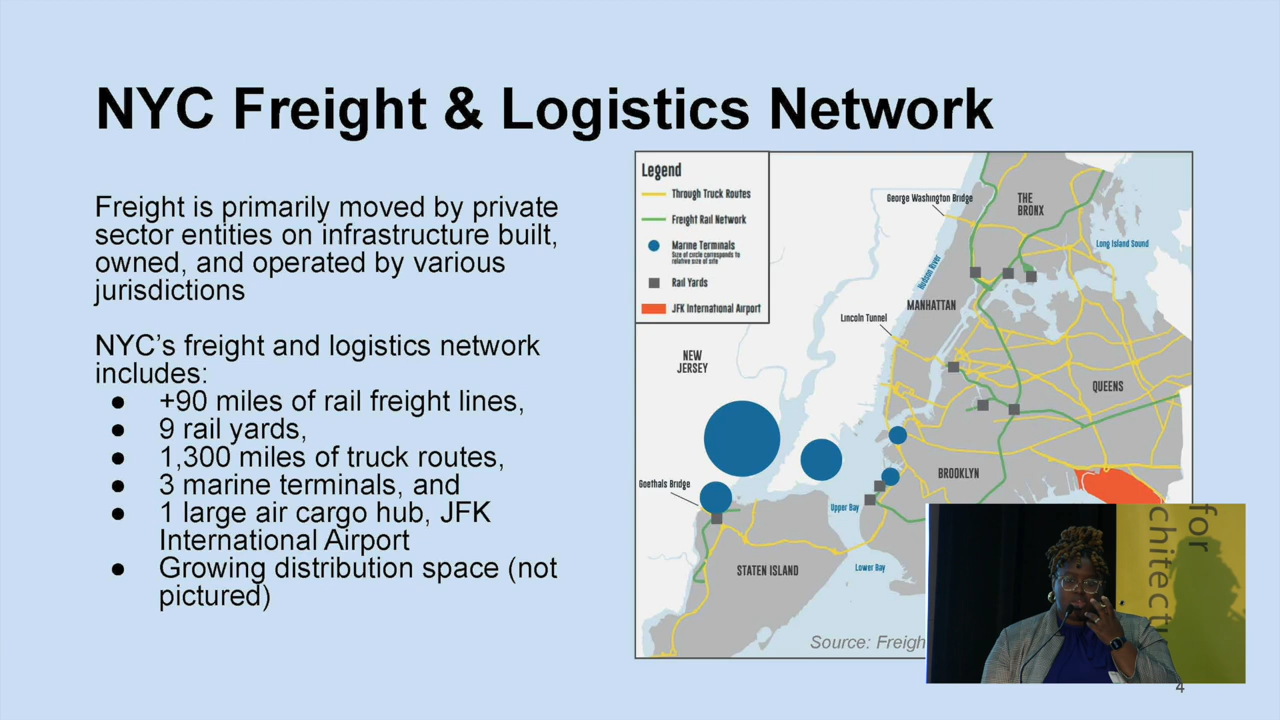 NYC Freight & Logistics Network
Freight is primarily moved by private
sector entities on infrastructure built,
owned, and operated by various
jurisdictions
NYC’s freight and logistics network
includes:
● +90 miles of rail freight lines,
● 9 rail yards,
● 1,300 miles of truck routes,
● 3 marine terminals, and
● 1 large air cargo hub, JFK
International Airport
● Growing distribution space (not
pictured)
Legend
Through Truck Routes
Freight Rail Network
Marine Terminals
Size of circle corresponds to
relative size of site
Rail Yards
JFK International Airport
George Washington Bridge
THE
BRONX
Long Island Sound
Hudson River
MANHATTAN
Lincoln Tunnel
NEW
JERSEY
QUEENS
BROOKLYN
Goethals Bridge
Upper Bay
STATEN ISLAND
Lower Bay
Source: Freigh
for
chitectu
4